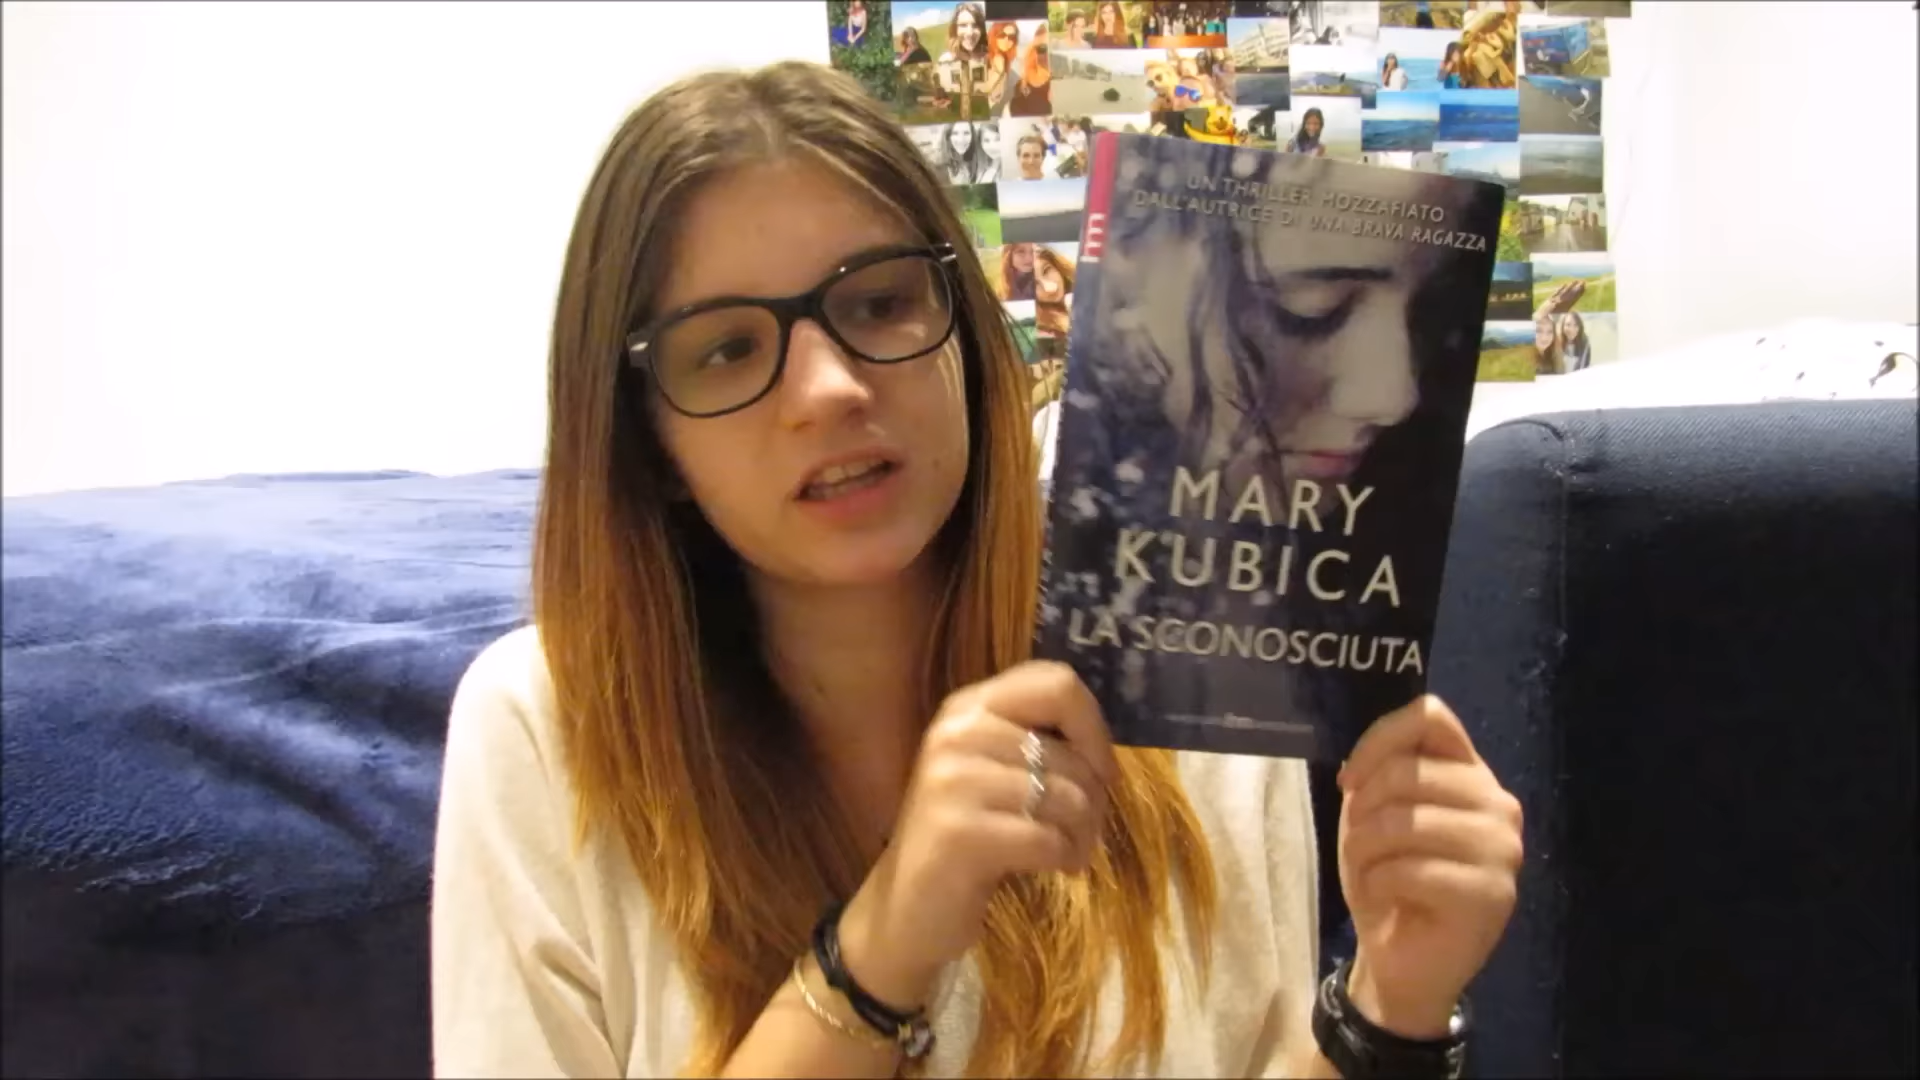 UN THRILLER MOZZAFIATO
DALL'AUTRICE DI UNA BRAVA RAGAZZA
MARY
KUBICA
LA SCONOSCIUTA